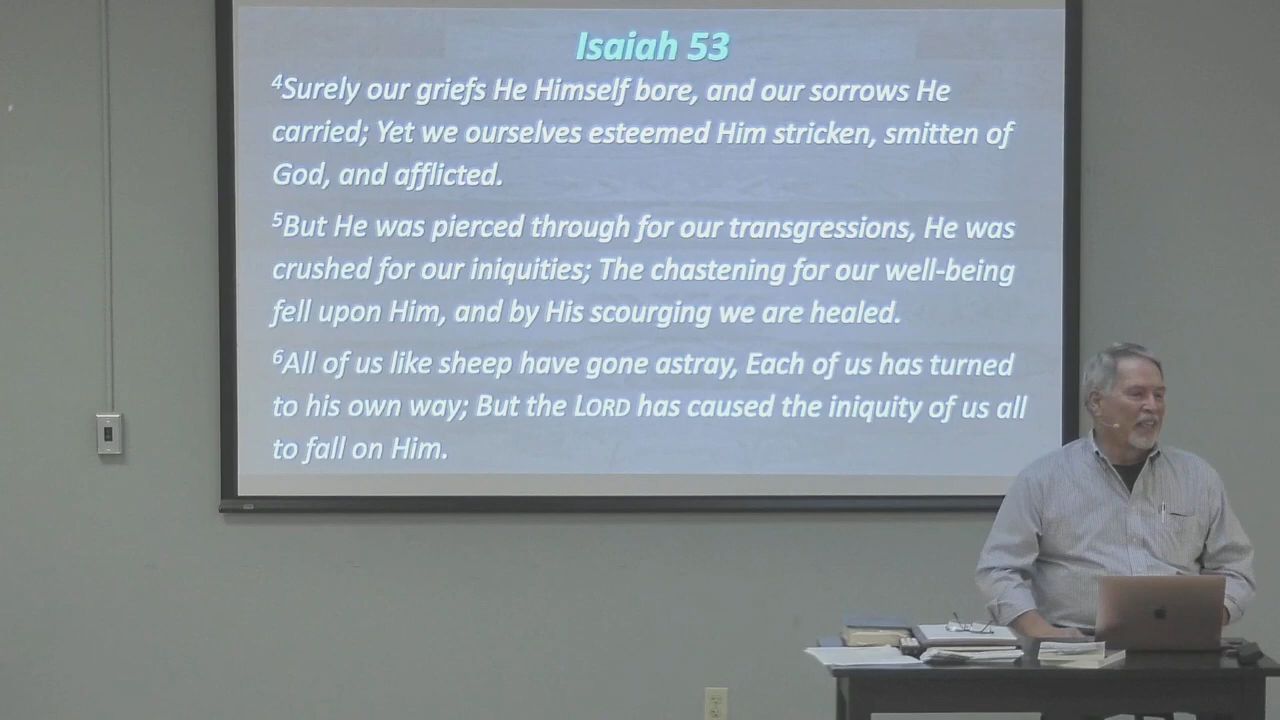 Isaiah 53
⁴Surely our griefs He Himself bore, and our sorrows He
carried; Yet we ourselves esteemed Him stricken, smitten of
God, and afflicted.
⁵But He was pierced through for our transgressions, He was
crushed for our iniquities; The chastening for our well-being
fell upon Him, and by His scourging we are healed.
⁶All of us like sheep have gone astray, Each of us has turned
to his own way; But the LORD has caused the iniquity of us all
to fall on Him.